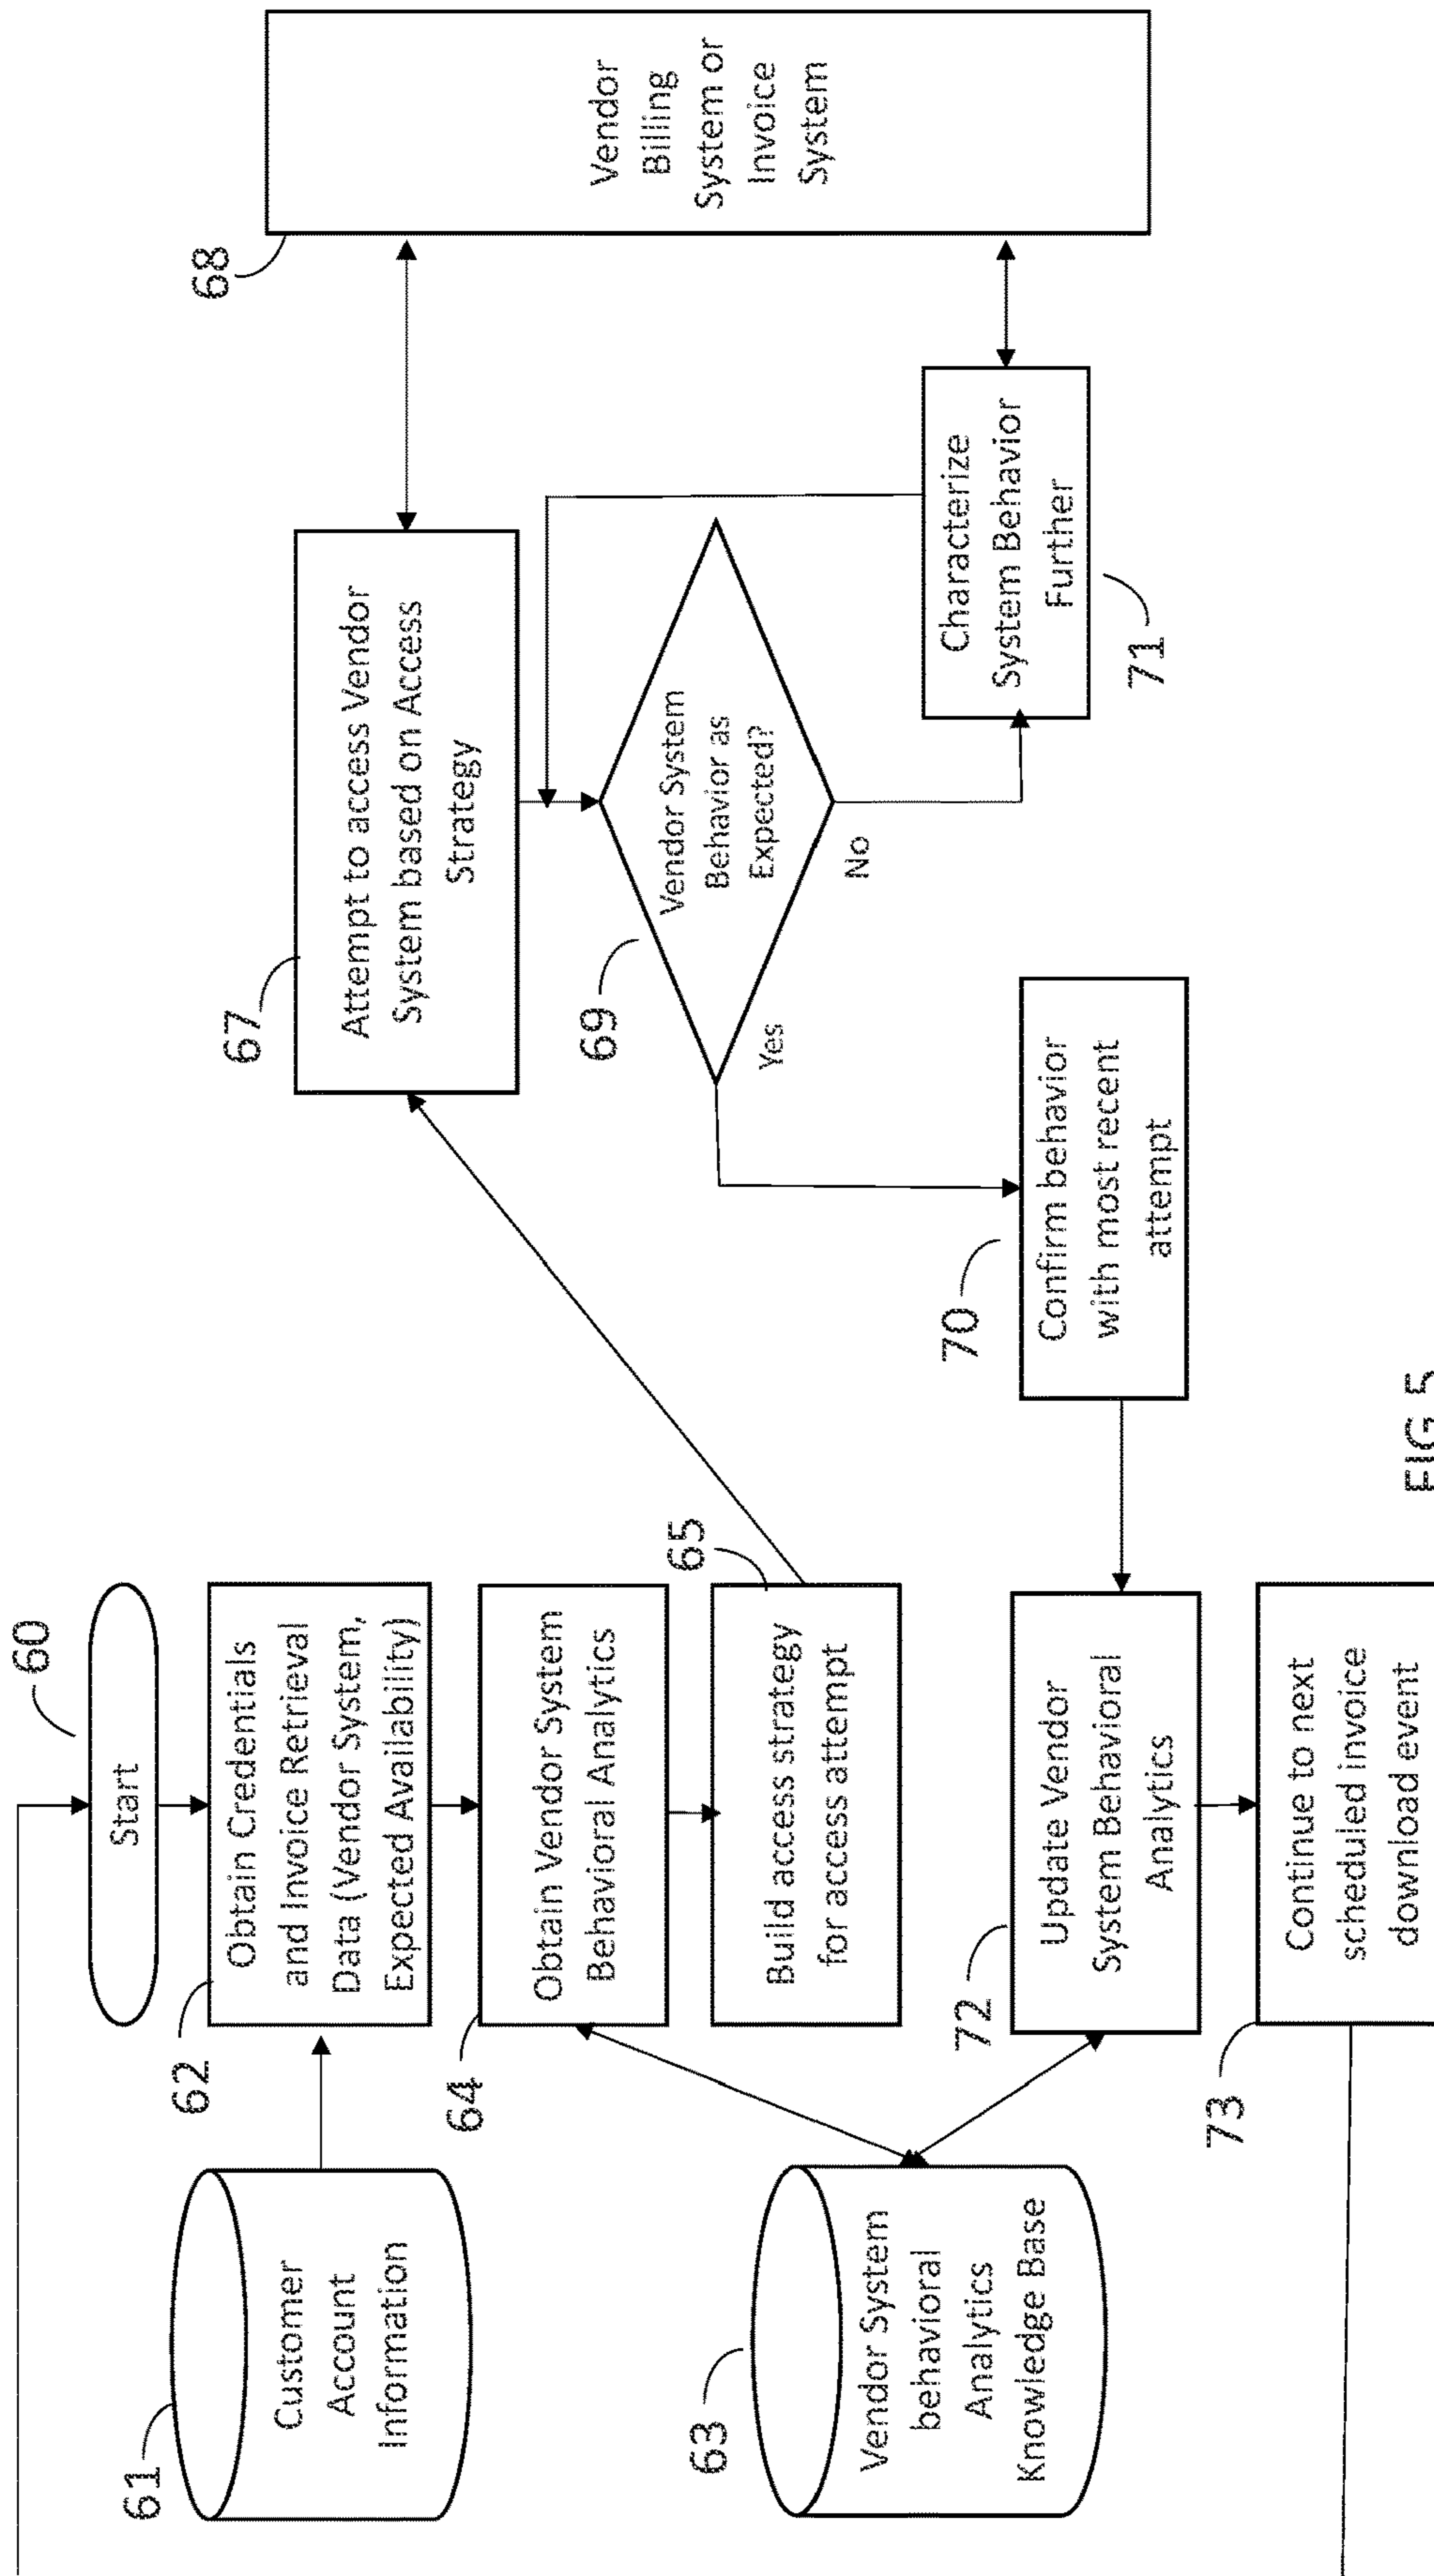 60
Start
61
Customer
Account
Information
62
Obtain Credentials
and Invoice Retrieval
Data (Vendor System,
Expected Availability)
63
Vendor System
behavioral
Analytics
Knowledge Base
64
Obtain Vendor System
Behavioral Analytics
65
Build access strategy
for access attempt
67
Attempt to access Vendor
System based on Access
Strategy
68
Vendor
Billing
System or
Invoice
System
69
Vendor System
Behavior as
Expected?
Yes
No
70
Confirm behavior
with most recent
attempt
71
Characterize
System Behavior
Further
72
Update Vendor
System Behavioral
Analytics
73
Continue to next
scheduled invoice
download event
FIG. 5